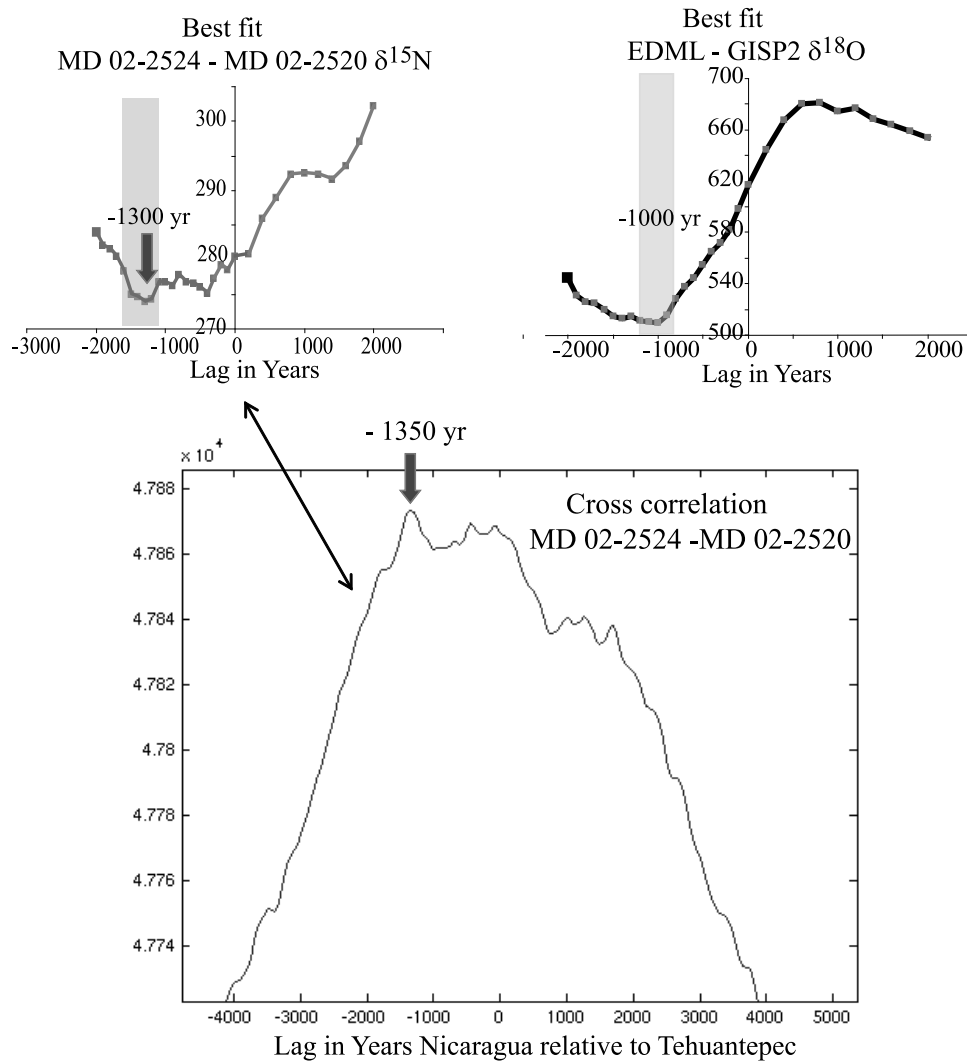 Best fit
MD 02-2524 - MD 02-2520 δ15N
300
290
280
270
-1300 yr
-3000 -2000 -1000 0 1000 2000
Lag in Years
Best fit
EDML - GISP2 δ18O
700
660
620
580
540
500
-1000 yr
-2000 -1000 0 1000 2000
Lag in Years
- 1350 yr
x 10^4
Cross correlation
MD 02-2524 -MD 02-2520
4.788
4.786
4.784
4.782
4.78
4.778
4.776
4.774
-4000 -3000 -2000 -1000 0 1000 2000 3000 4000 5000
Lag in Years Nicaragua relative to Tehuantepec